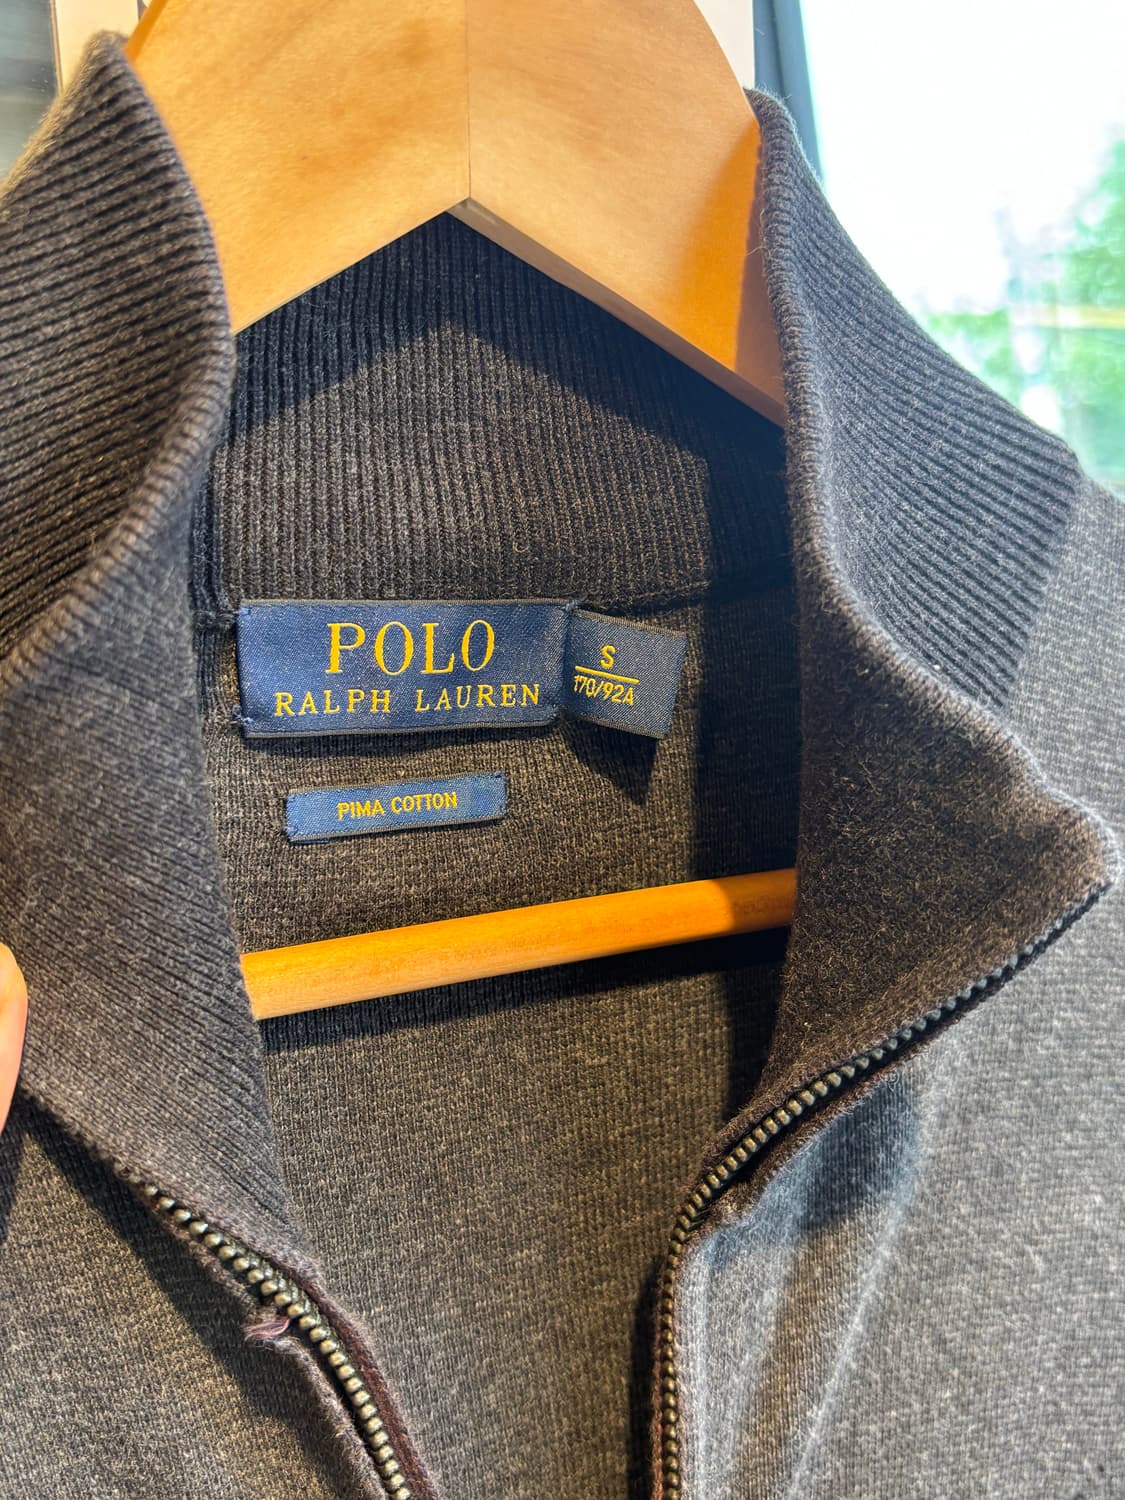 POLO
RALPH LAUREN
S
170/92A
PIMA COTTON